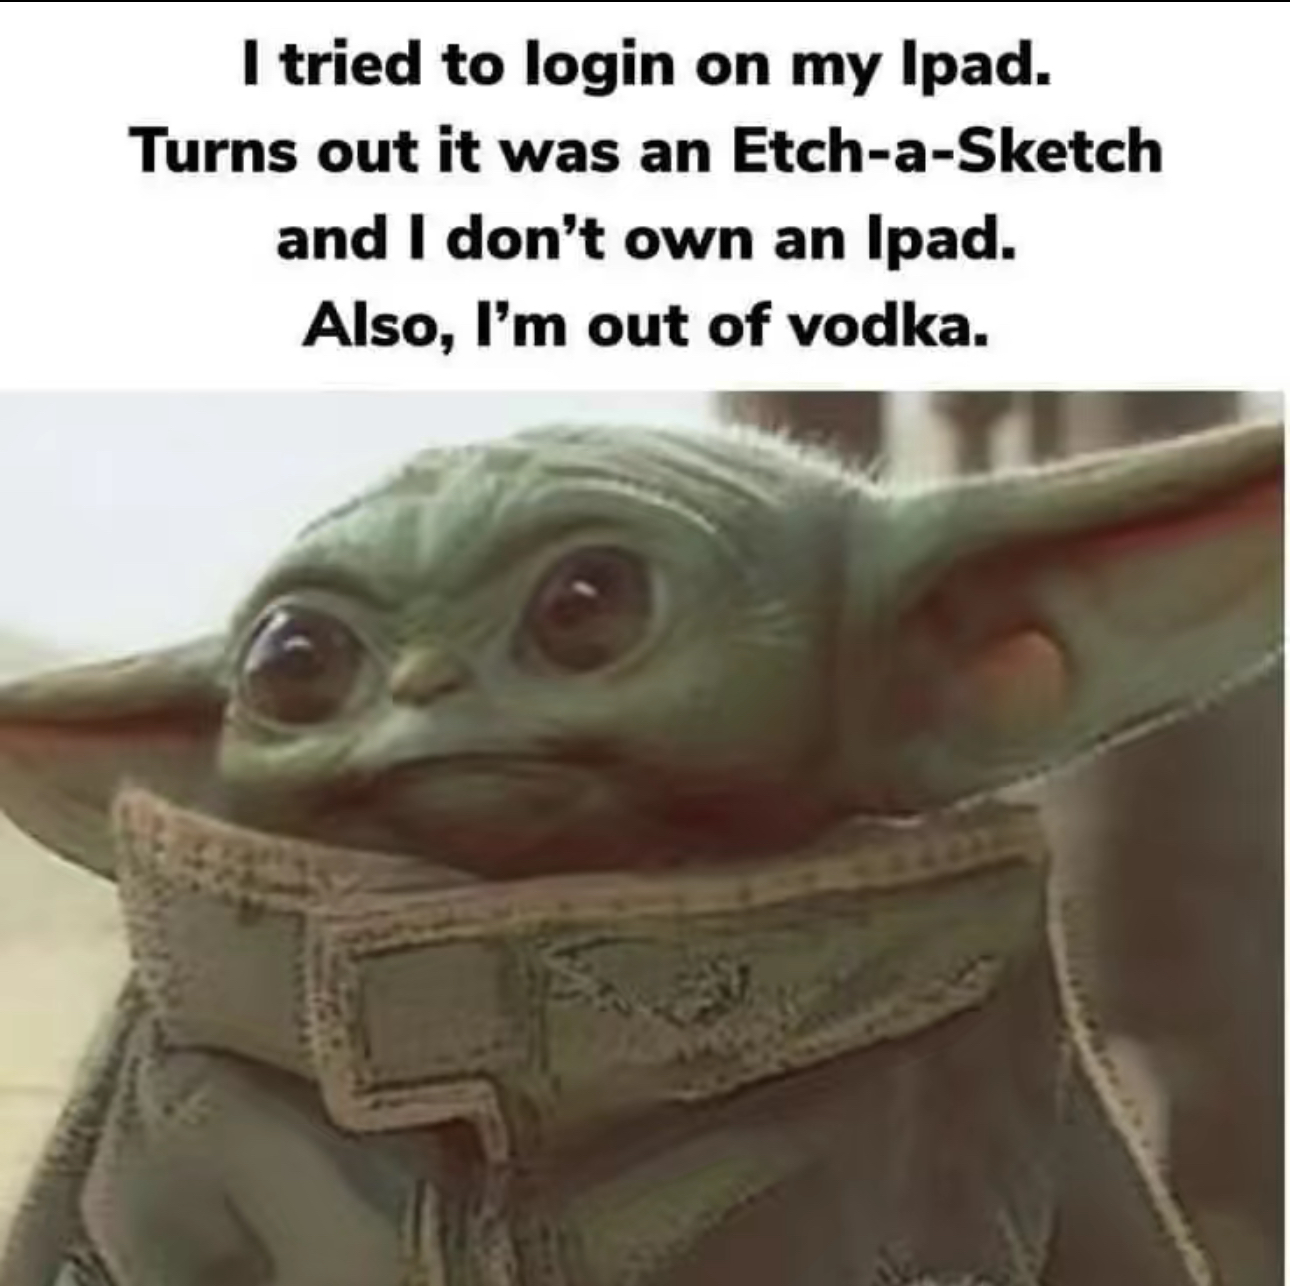 I tried to login on my Ipad.
Turns out it was an Etch-a-Sketch
and I don’t own an Ipad.
Also, I’m out of vodka.